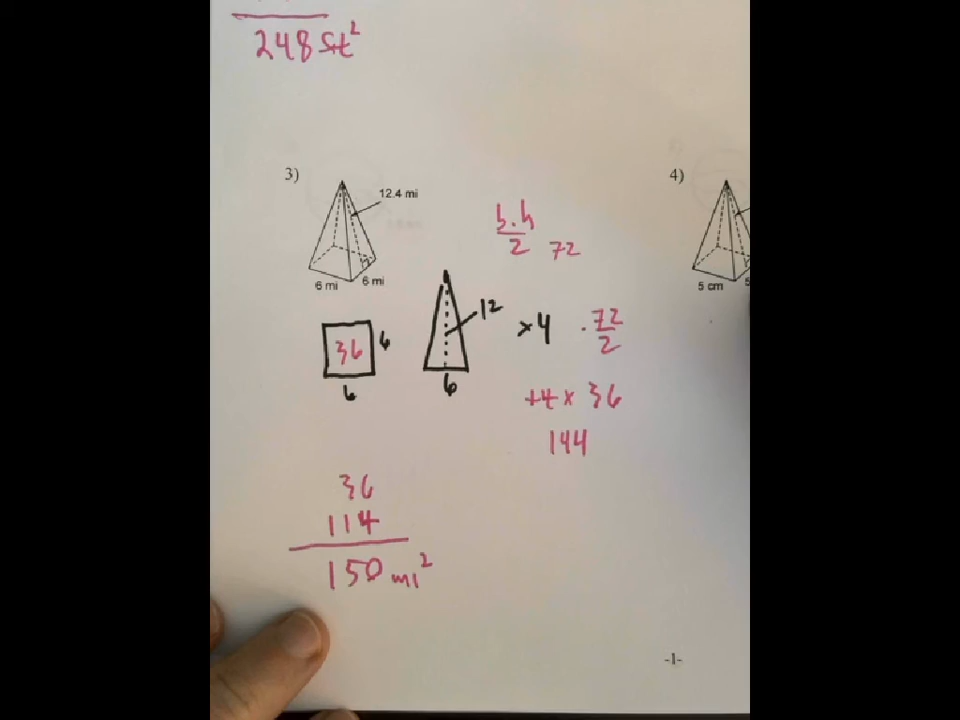 248 ft²
3)
12.4 mi
6 mi
6 mi
4)
5 cm
b.h
2
72
36
6
6
12
6
×4
. 72
2
+4 × 36
144
36
114
150 mi²
-1-